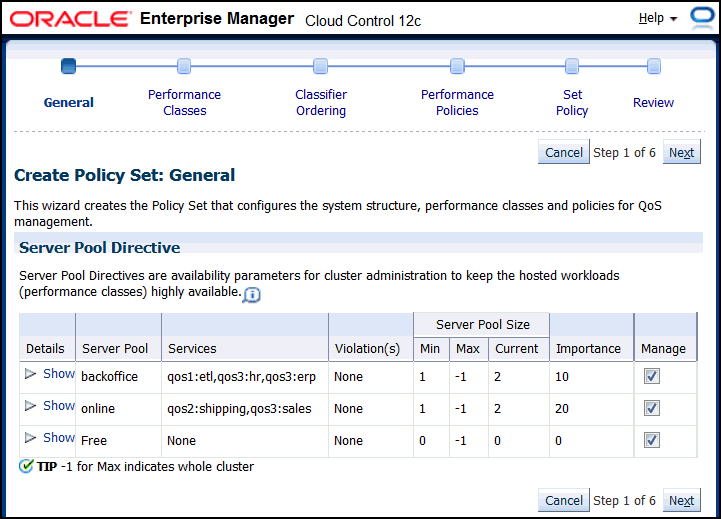 ORACLE Enterprise Manager Cloud Control 12c Help
General Performance Classes Classifier Ordering Performance Policies Set Policy Review
Cancel Step 1 of 6 Next
Create Policy Set: General
This wizard creates the Policy Set that configures the system structure, performance classes and policies for QoS
management.
Server Pool Directive
Server Pool Directives are availability parameters for cluster administration to keep the hosted workloads
(performance classes) highly available.
Server Pool Size
Details Server Pool Services Violation(s) Min Max Current Importance Manage
Show backoffice qos1:etl,qos3:hr,qos3:erp None 1 -1 2 10
Show online qos2:shipping,qos3:sales None 1 -1 2 20
Show Free None None 0 -1 0 0
TIP -1 for Max indicates whole cluster
Cancel Step 1 of 6 Next